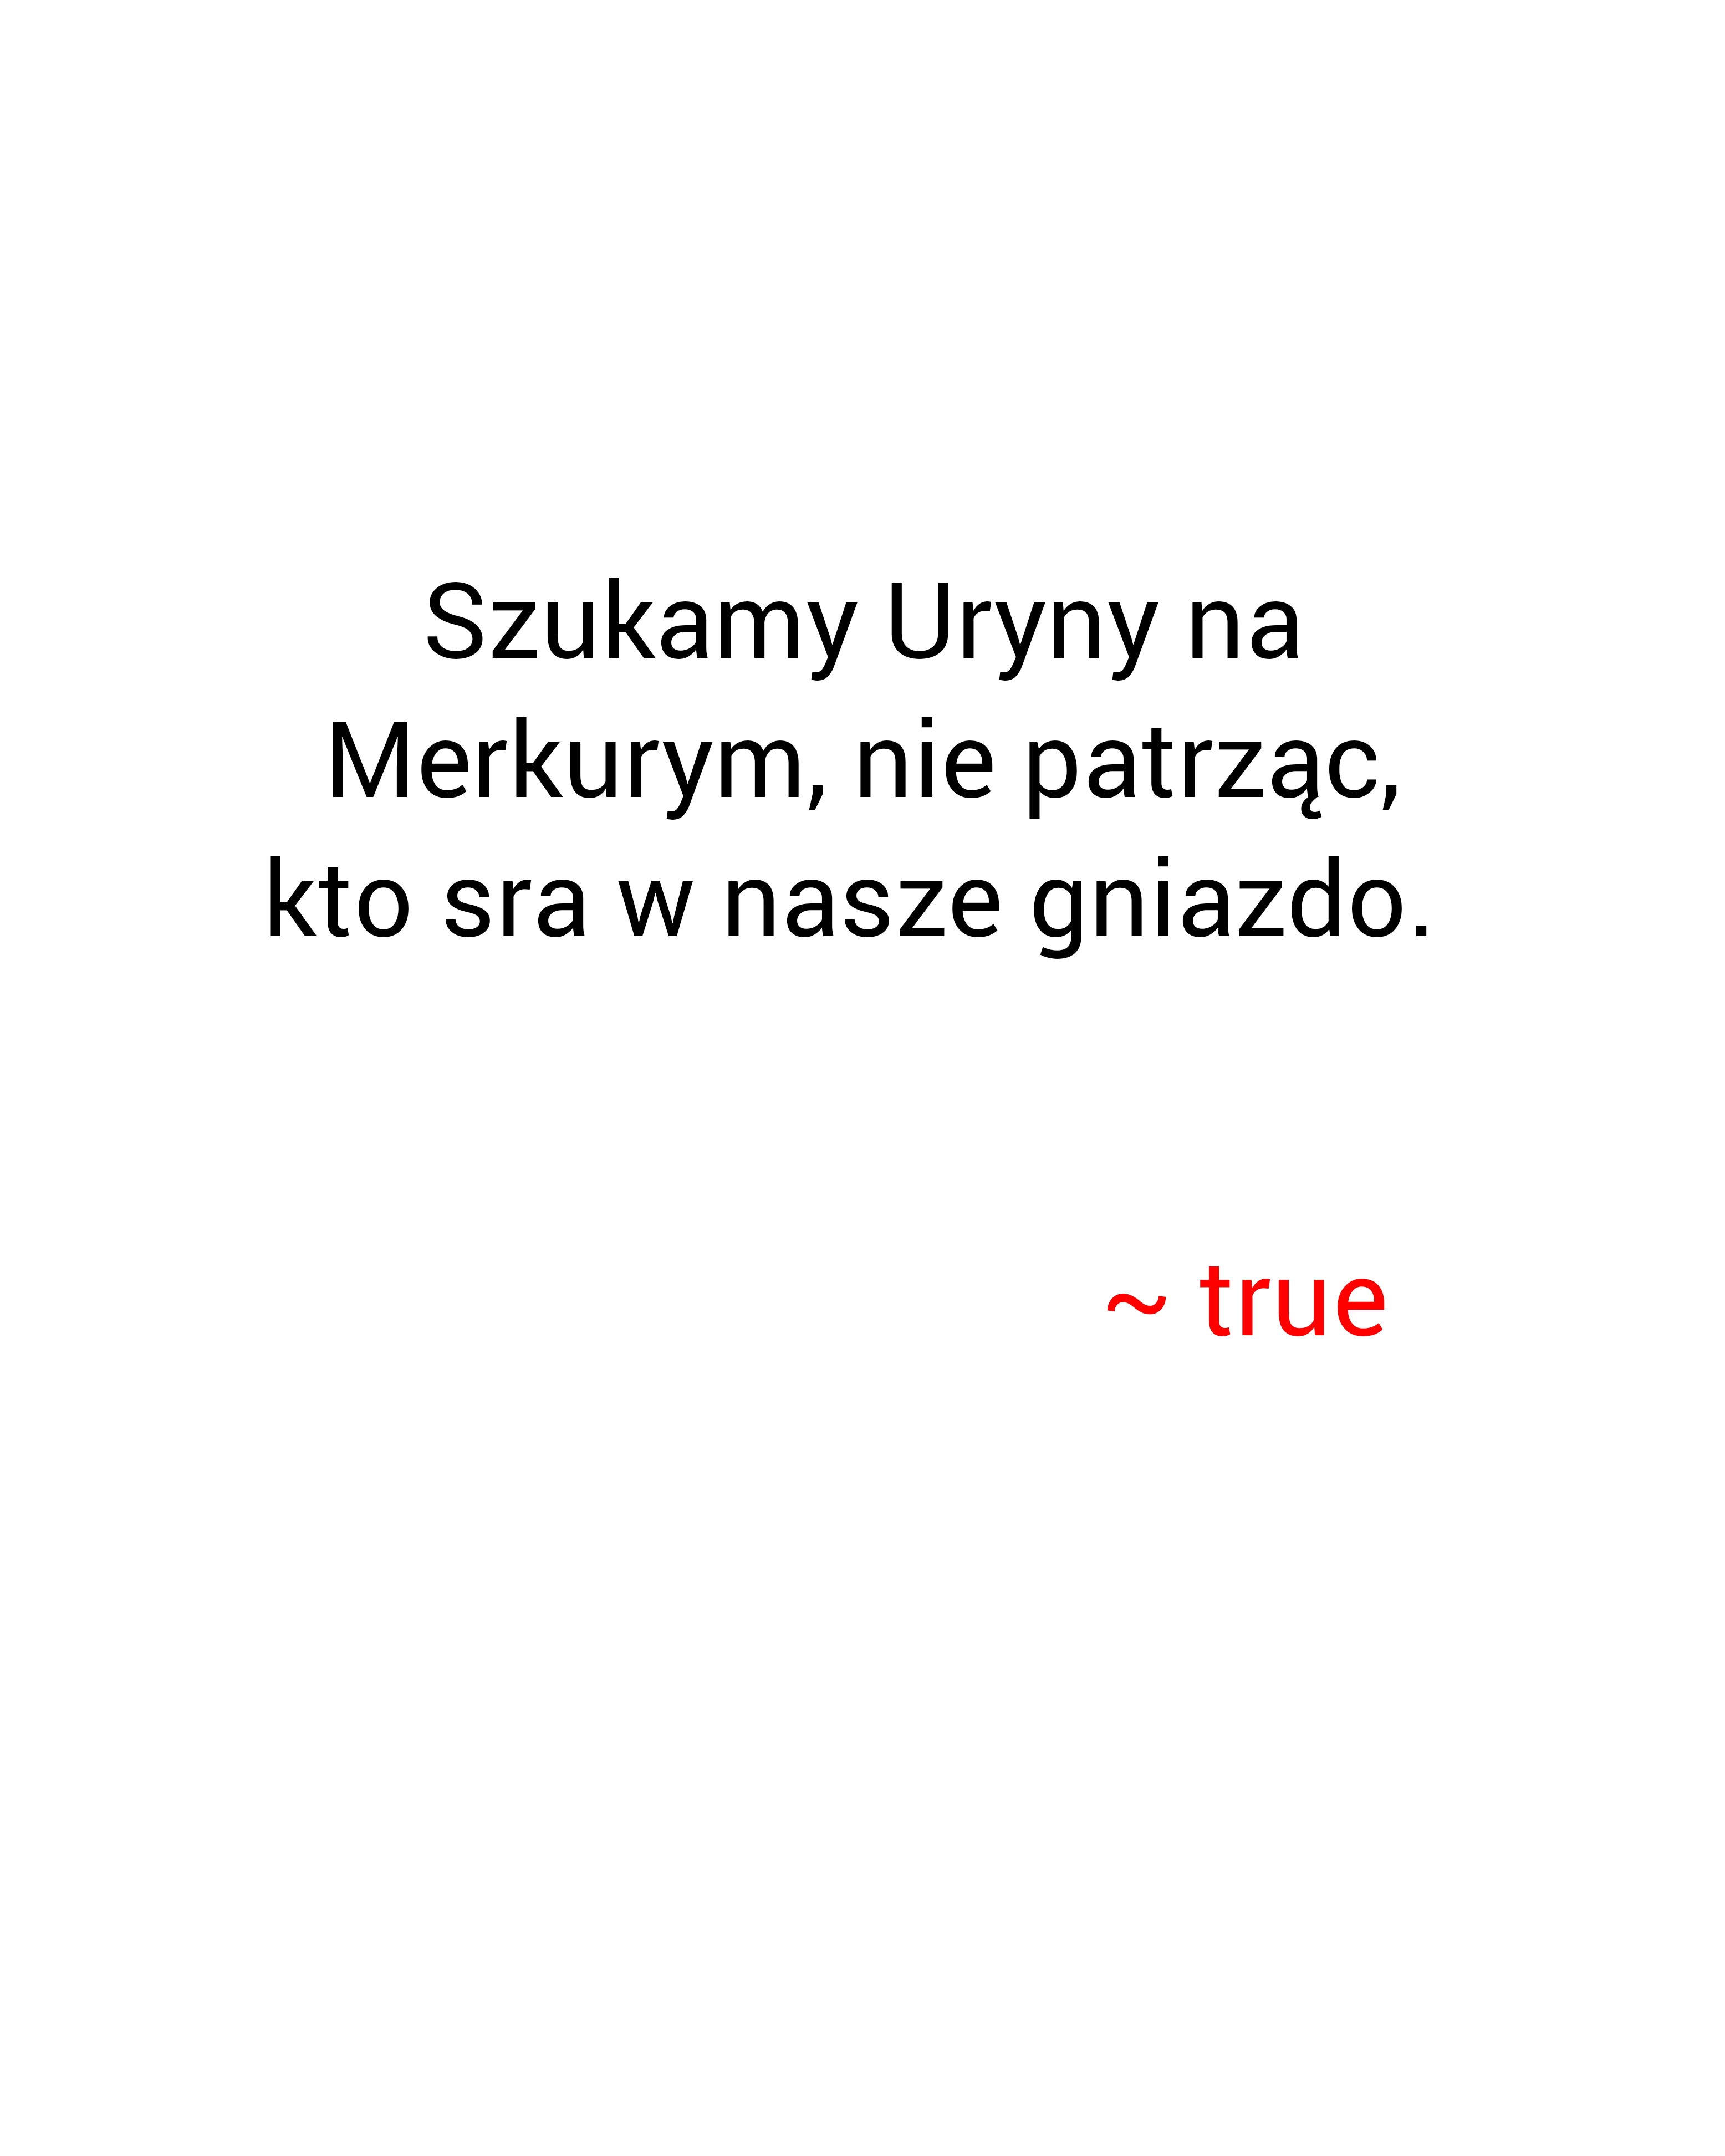 Szukamy Uryny na
Merkurym, nie patrząc,
kto sra w nasze gniazdo.
~ true